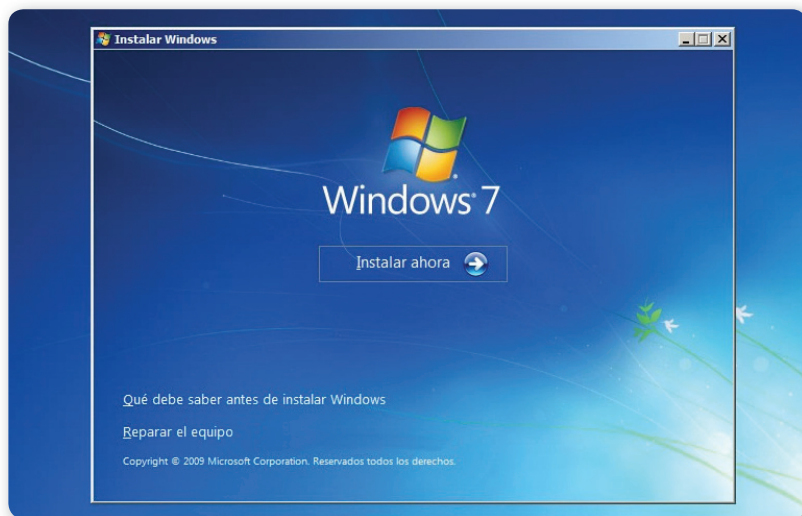 Instalar Windows
Windows 7
Instalar ahora
Qué debe saber antes de instalar Windows
Reparar el equipo
Copyright © 2009 Microsoft Corporation. Reservados todos los derechos.